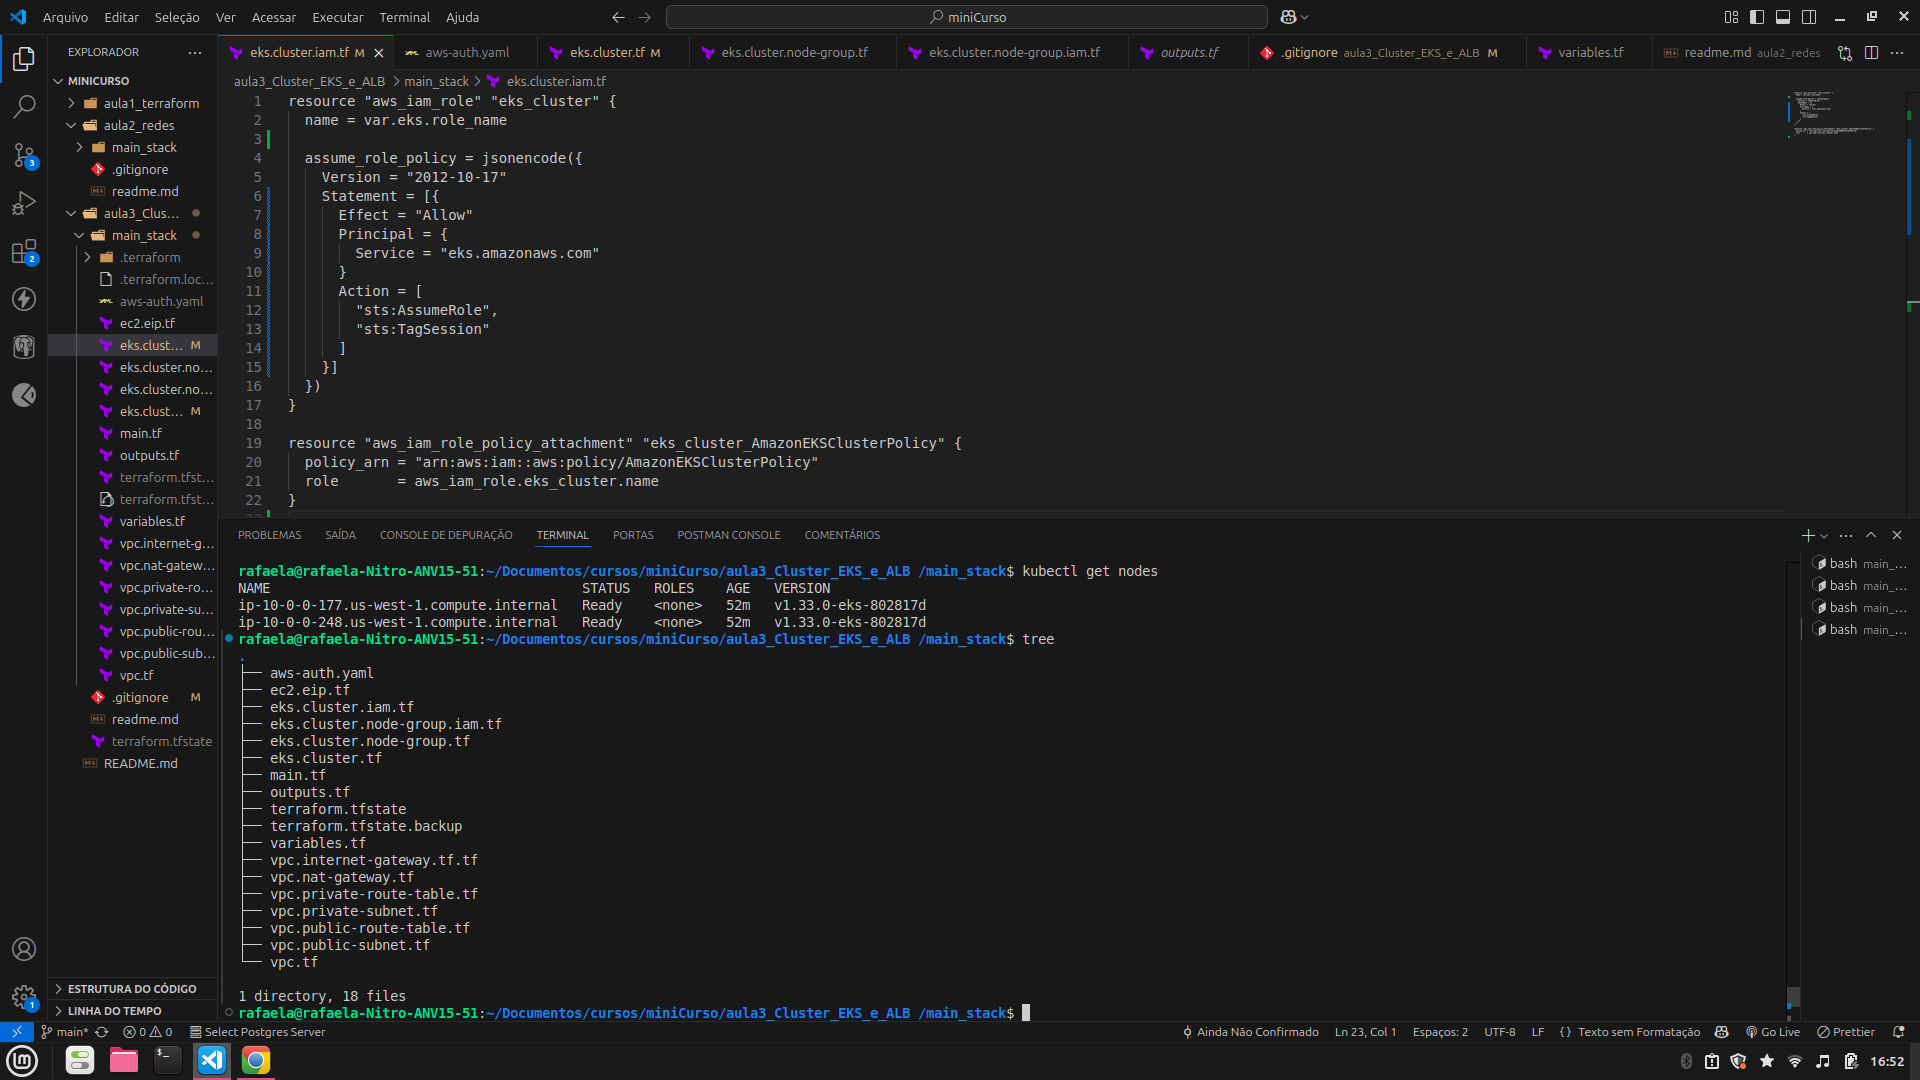 Arquivo Editar Seleção Ver Acessar Executar Terminal Ajuda
miniCurso
EXPLORADOR
MINICURSO
aula1_terraform
aula2_redes
main_stack
.gitignore
readme.md
aula3_Clus...
main_stack
.terraform
.terraform.loc...
aws-auth.yaml
ec2.eip.tf
eks.clust... M
eks.cluster.no...
eks.cluster.no...
eks.clust... M
main.tf
outputs.tf
terraform.tfst...
terraform.tfst...
variables.tf
vpc.internet-g...
vpc.nat-gatew...
vpc.private-ro...
vpc.private-su...
vpc.public-rou...
vpc.public-sub...
vpc.tf
.gitignore M
readme.md
terraform.tfstate
README.md
ESTRUTURA DO CÓDIGO
LINHA DO TEMPO
3
2
1
eks.cluster.iam.tf M aws-auth.yaml eks.cluster.tf M eks.cluster.node-group.tf eks.cluster.node-group.iam.tf outputs.tf .gitignore aula3_Cluster_EKS_e_ALB M variables.tf readme.md aula2_redes
aula3_Cluster_EKS_e_ALB > main_stack > eks.cluster.iam.tf
1 resource "aws_iam_role" "eks_cluster" {
2 name = var.eks.role_name
3
4 assume_role_policy = jsonencode({
5 Version = "2012-10-17"
6 Statement = [{
7 Effect = "Allow"
8 Principal = {
9 Service = "eks.amazonaws.com"
10 }
11 Action = [
12 "sts:AssumeRole",
13 "sts:TagSession"
14 ]
15 }]
16 })
17 }
18
19 resource "aws_iam_role_policy_attachment" "eks_cluster_AmazonEKSClusterPolicy" {
20 policy_arn = "arn:aws:iam::aws:policy/AmazonEKSClusterPolicy"
21 role = aws_iam_role.eks_cluster.name
22 }
PROBLEMAS SAÍDA CONSOLE DE DEPURAÇÃO TERMINAL PORTAS POSTMAN CONSOLE COMENTÁRIOS
rafaela@rafaela-Nitro-ANV15-51:~/Documentos/cursos/miniCurso/aula3_Cluster_EKS_e_ALB /main_stack$ kubectl get nodes
NAME STATUS ROLES AGE VERSION
ip-10-0-0-177.us-west-1.compute.internal Ready <none> 52m v1.33.0-eks-802817d
ip-10-0-0-248.us-west-1.compute.internal Ready <none> 52m v1.33.0-eks-802817d
rafaela@rafaela-Nitro-ANV15-51:~/Documentos/cursos/miniCurso/aula3_Cluster_EKS_e_ALB /main_stack$ tree
.
├── aws-auth.yaml
├── ec2.eip.tf
├── eks.cluster.iam.tf
├── eks.cluster.node-group.iam.tf
├── eks.cluster.node-group.tf
├── eks.cluster.tf
├── main.tf
├── outputs.tf
├── terraform.tfstate
├── terraform.tfstate.backup
├── variables.tf
├── vpc.internet-gateway.tf.tf
├── vpc.nat-gateway.tf
├── vpc.private-route-table.tf
├── vpc.private-subnet.tf
├── vpc.public-route-table.tf
├── vpc.public-subnet.tf
└── vpc.tf
1 directory, 18 files
rafaela@rafaela-Nitro-ANV15-51:~/Documentos/cursos/miniCurso/aula3_Cluster_EKS_e_ALB /main_stack$
bash main_...
bash main_...
bash main_...
bash main_...
main* 0 0 Select Postgres Server Ainda Não Confirmado Ln 23, Col 1 Espaços: 2 UTF-8 LF {} Texto sem Formatação Go Live Prettier
16:52